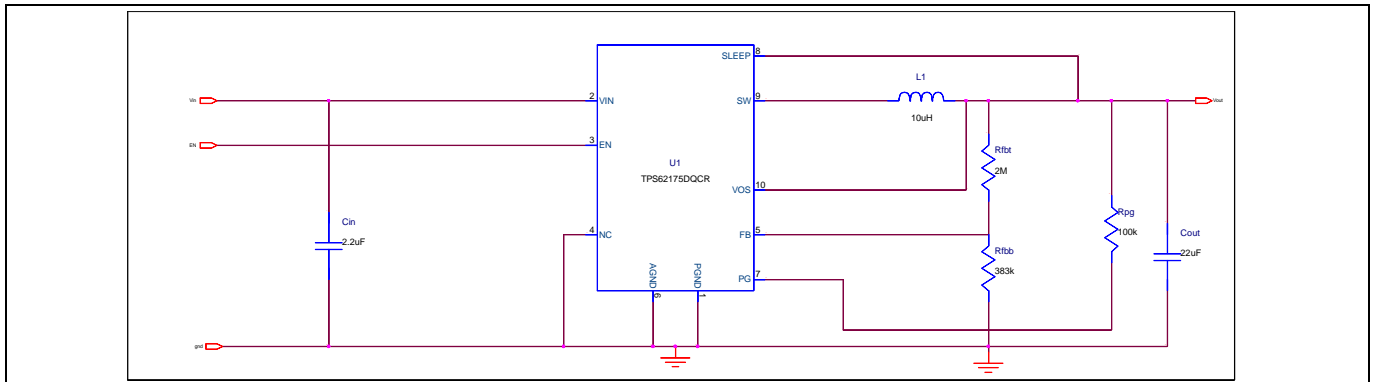 SLEEP 8
L1
Vin 2 VIN SW 9 Vout
10uH
EN 3 EN
Rfbt
U1
2M
TPS62175DQCR
VOS 10
Rpg
Cin
4 NC FB 5 100k Cout
2.2uF
Rfbb
22uF
383k
AGND PGND PG 7
6 1
gnd